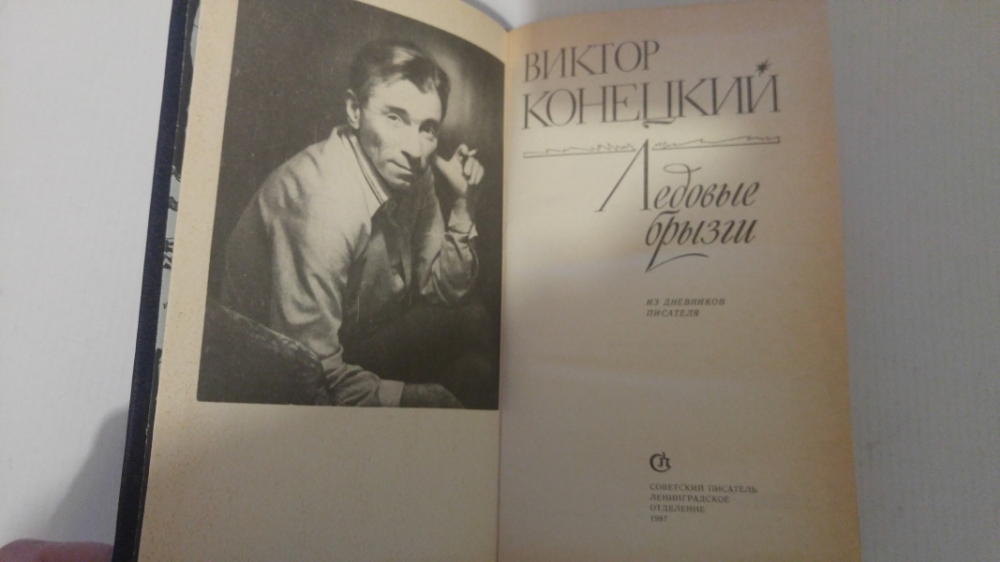 ВИКТОР
КОНЕЦКИЙ
Ледовые
брызги
ИЗ ДНЕВНИКОВ
ПИСАТЕЛЯ
СП
СОВЕТСКИЙ ПИСАТЕЛЬ
ЛЕНИНГРАДСКОЕ
ОТДЕЛЕНИЕ
1987